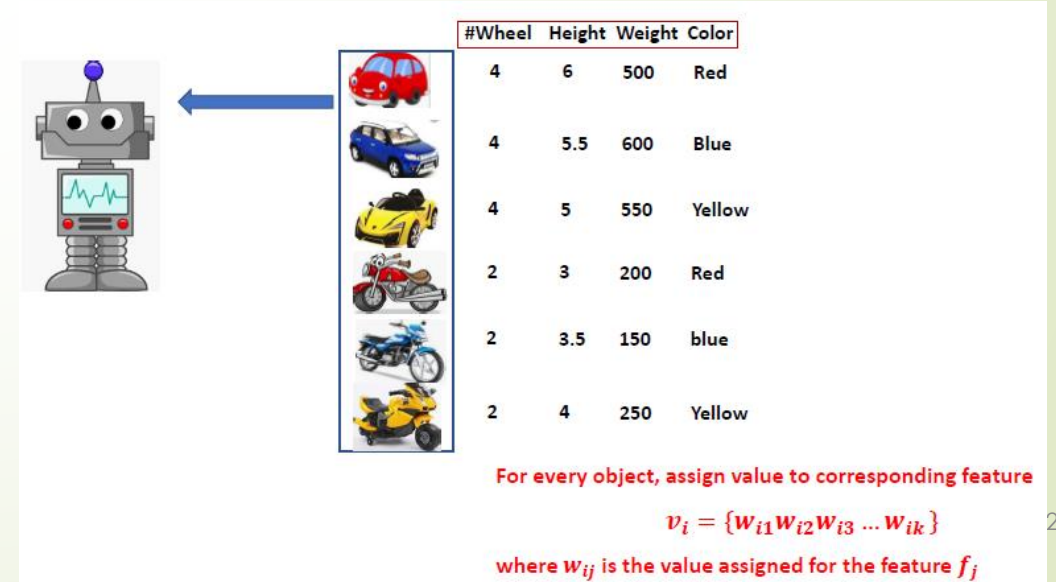 #Wheel Height Weight Color
4 6 500 Red
4 5.5 600 Blue
4 5 550 Yellow
2 3 200 Red
2 3.5 150 blue
2 4 250 Yellow
For every object, assign value to corresponding feature
𝒗ᵢ = {𝒘ᵢ₁𝒘ᵢ₂𝒘ᵢ₃ … 𝒘ᵢₖ}
2
where 𝒘ᵢⱼ is the value assigned for the feature 𝒇ⱼ